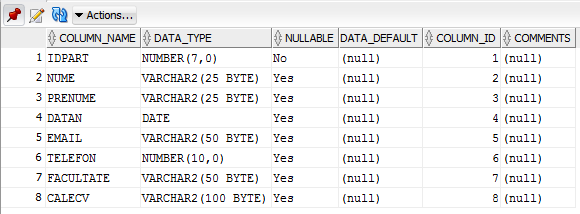 Actions...
COLUMN_NAME DATA_TYPE NULLABLE DATA_DEFAULT COLUMN_ID COMMENTS
1 IDPART NUMBER(7,0) No (null) 1 (null)
2 NUME VARCHAR2(25 BYTE) Yes (null) 2 (null)
3 PRENUME VARCHAR2(25 BYTE) Yes (null) 3 (null)
4 DATAN DATE Yes (null) 4 (null)
5 EMAIL VARCHAR2(50 BYTE) Yes (null) 5 (null)
6 TELEFON NUMBER(10,0) Yes (null) 6 (null)
7 FACULTATE VARCHAR2(50 BYTE) Yes (null) 7 (null)
8 CALECV VARCHAR2(100 BYTE) Yes (null) 8 (null)